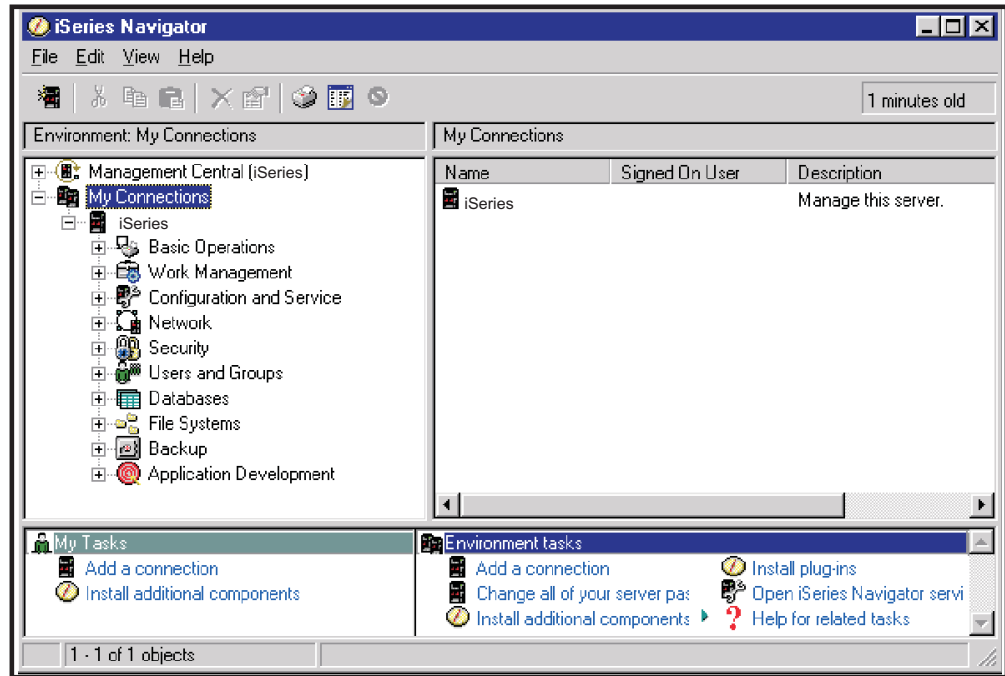 iSeries Navigator
File Edit View Help
1 minutes old
Environment: My Connections
My Connections
Management Central (iSeries)
My Connections
iSeries
Basic Operations
Work Management
Configuration and Service
Network
Security
Users and Groups
Databases
File Systems
Backup
Application Development
Name Signed On User Description
iSeries Manage this server.
My Tasks
Add a connection
Install additional components
Environment tasks
Add a connection
Change all of your server pas
Install additional components
Install plug-ins
Open iSeries Navigator servi
Help for related tasks
1 - 1 of 1 objects